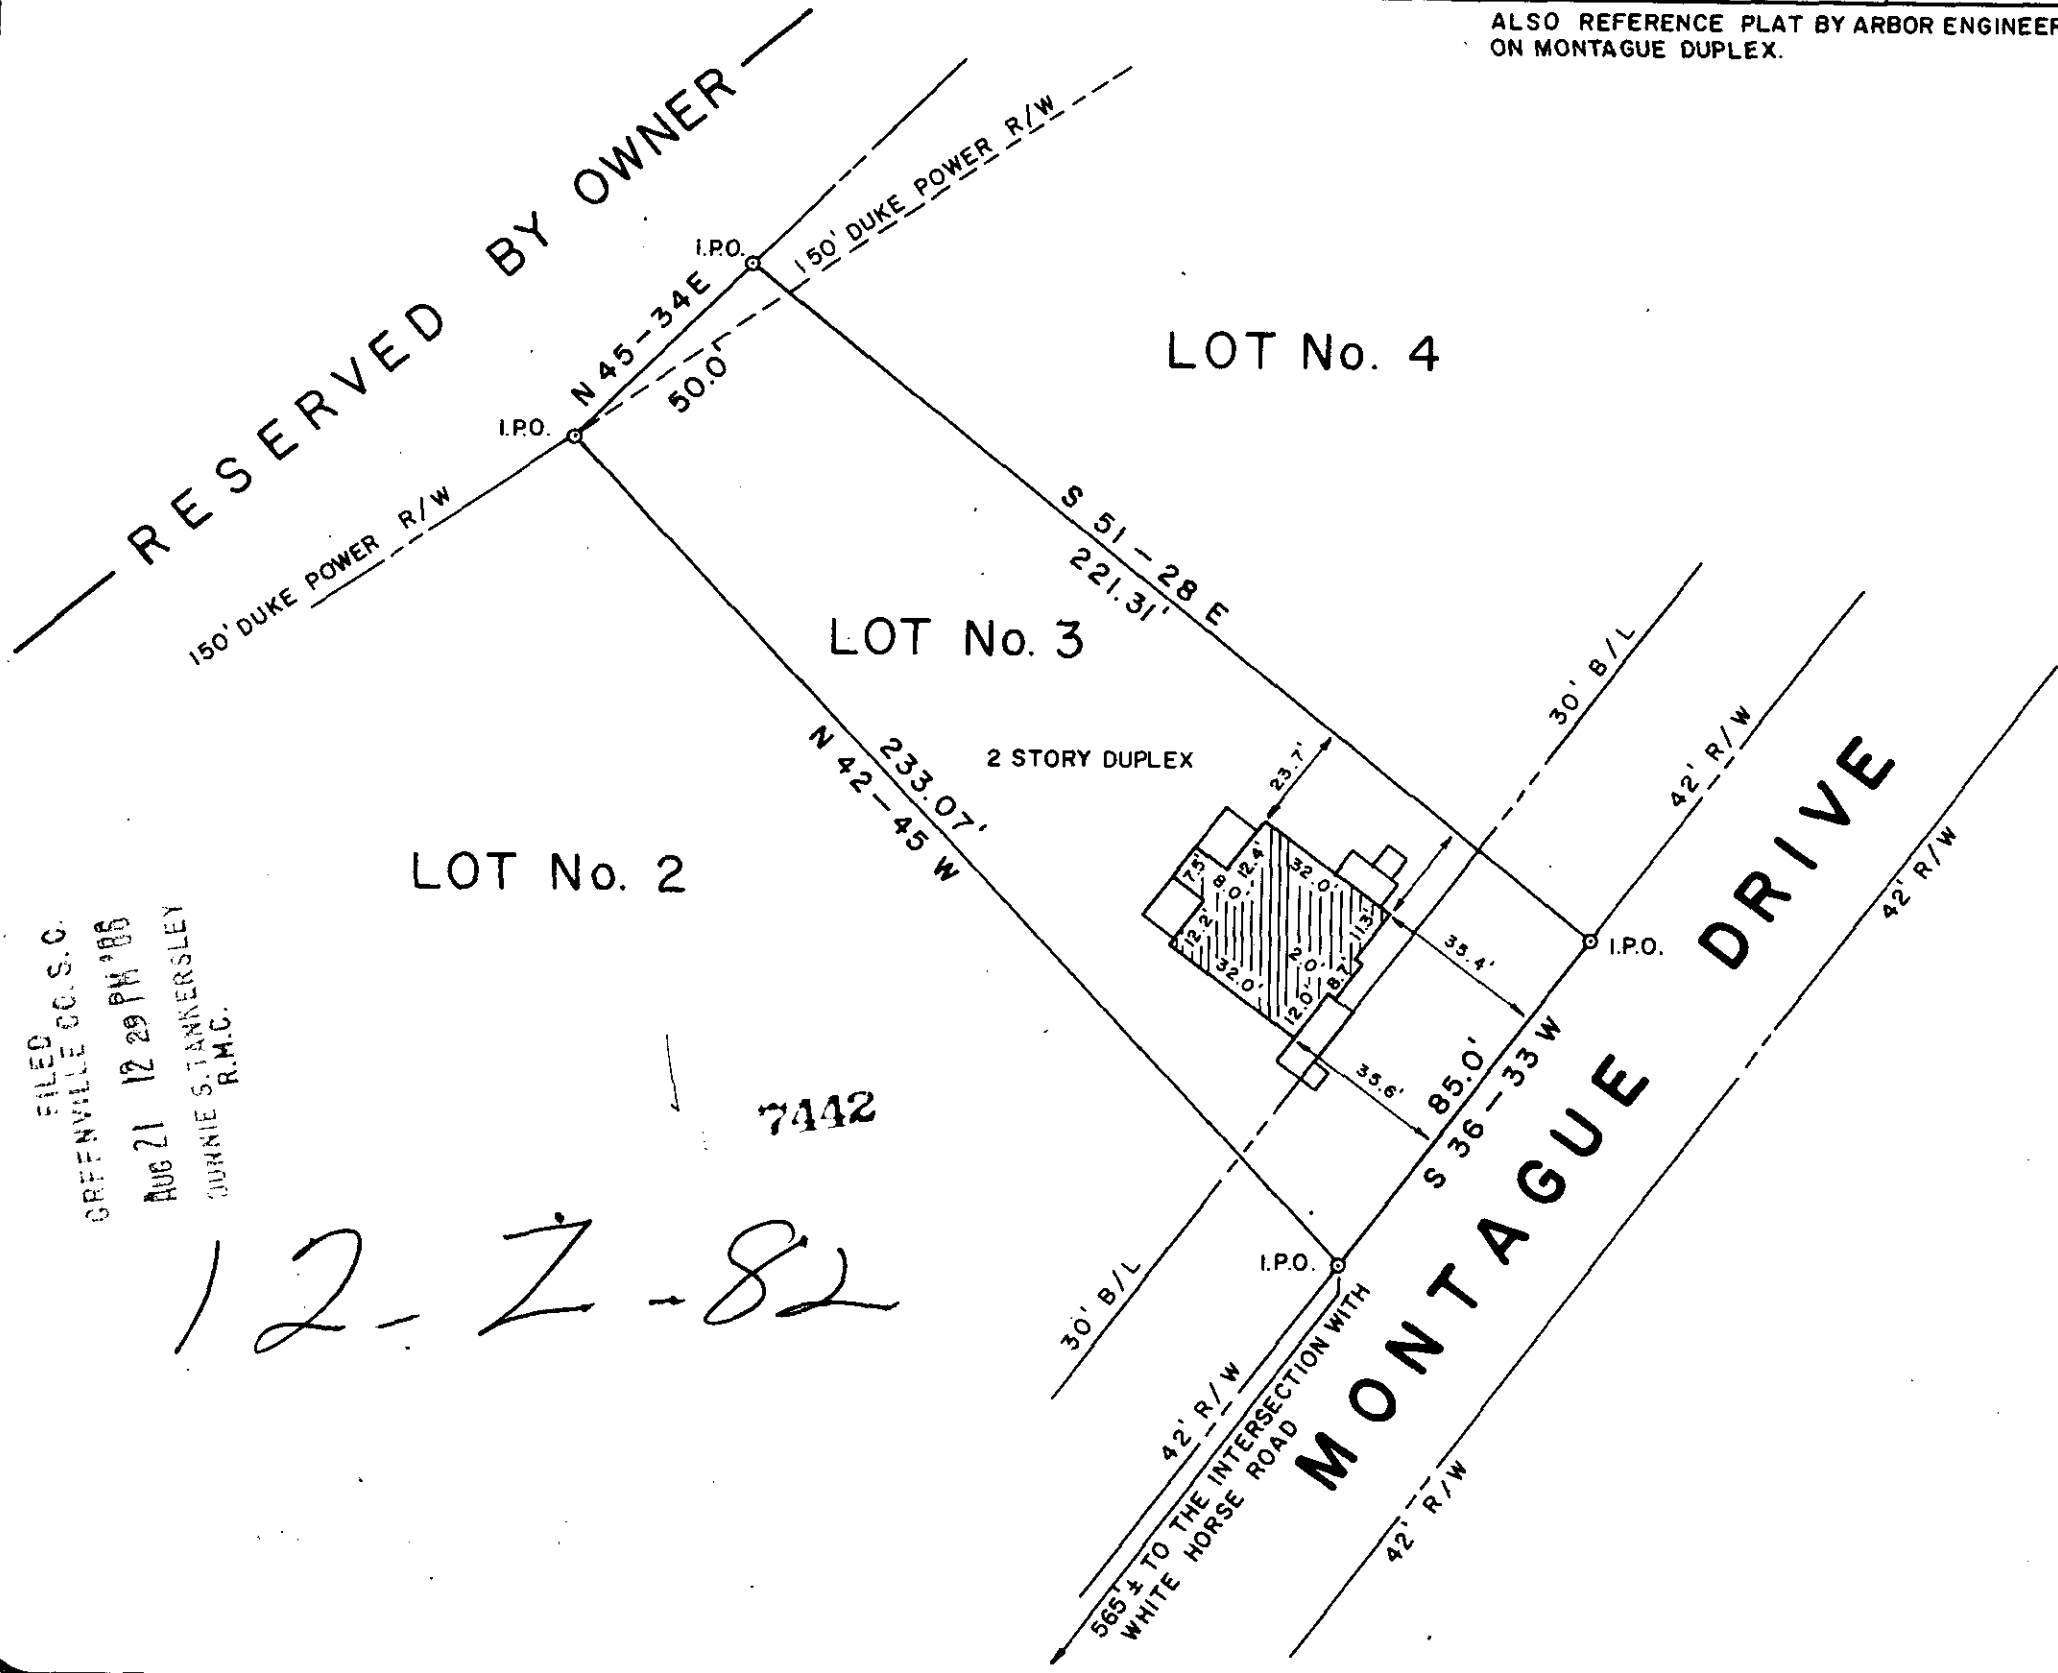 ALSO REFERENCE PLAT BY ARBOR ENGINEER
ON MONTAGUE DUPLEX.
RESERVED BY OWNER
150' DUKE POWER R/W
I.P.O.
N 45-34 E
50.0'
I.P.O.
150' DUKE POWER R/W
LOT No. 4
S 51-28 E
221.31'
LOT No. 3
30' B/L
42' R/W
2 STORY DUPLEX
23.7'
233.07'
N 42-45 W
LOT No. 2
7.5'
8.0'
12.4'
32.0'
11.3'
12.2'
32.0'
2.0'
8.7'
12.0'
35.4'
35.6'
I.P.O.
85.0'
S 36-33 W
MONTAGUE DRIVE
42' R/W
FILED
GREENVILLE CO. S. C.
AUG 21 12 29 PM '86
DONNIE S. TANKERSLEY
R.M.C.
7442
12-Z-82
I.P.O.
30' B/L
42' R/W
565'± TO THE INTERSECTION WITH
WHITE HORSE ROAD
42' R/W